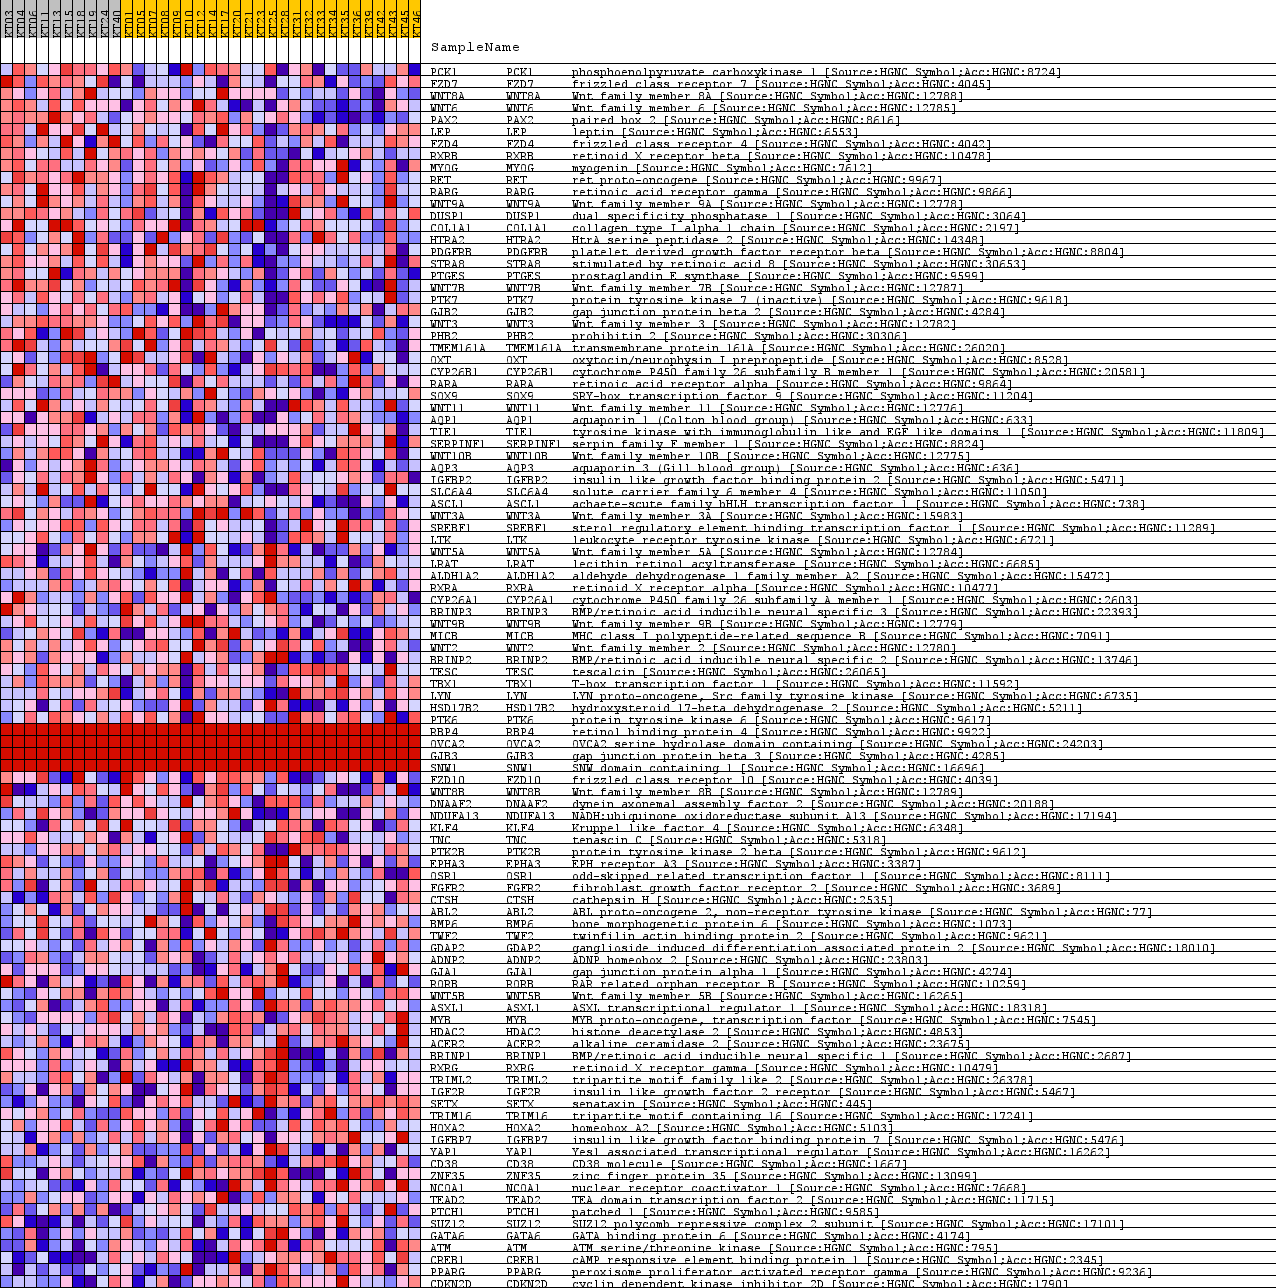 KT03 KT04 KT06 KT11 KT13 KT15 KT18 KT19 KT24 KT40 KT01 KT05 KT07 KT08 KT09 KT10 KT12 KT14 KT17 KT20 KT21 KT23 KT25 KT28 KT31 KT32 KT33 KT34 KT35 KT36 KT39 KT42 KT43 KT45 KT46
SampleName
PCK1 PCK1 phosphoenolpyruvate carboxykinase 1 [Source:HGNC Symbol;Acc:HGNC:8724]
FZD7 FZD7 frizzled class receptor 7 [Source:HGNC Symbol;Acc:HGNC:4045]
WNT8A WNT8A Wnt family member 8A [Source:HGNC Symbol;Acc:HGNC:12788]
WNT6 WNT6 Wnt family member 6 [Source:HGNC Symbol;Acc:HGNC:12785]
PAX2 PAX2 paired box 2 [Source:HGNC Symbol;Acc:HGNC:8616]
LEP LEP leptin [Source:HGNC Symbol;Acc:HGNC:6553]
FZD4 FZD4 frizzled class receptor 4 [Source:HGNC Symbol;Acc:HGNC:4042]
RXRB RXRB retinoid X receptor beta [Source:HGNC Symbol;Acc:HGNC:10478]
MYOG MYOG myogenin [Source:HGNC Symbol;Acc:HGNC:7612]
RET RET ret proto-oncogene [Source:HGNC Symbol;Acc:HGNC:9967]
RARG RARG retinoic acid receptor gamma [Source:HGNC Symbol;Acc:HGNC:9866]
WNT9A WNT9A Wnt family member 9A [Source:HGNC Symbol;Acc:HGNC:12778]
DUSP1 DUSP1 dual specificity phosphatase 1 [Source:HGNC Symbol;Acc:HGNC:3064]
COL1A1 COL1A1 collagen type I alpha 1 chain [Source:HGNC Symbol;Acc:HGNC:2197]
HTRA2 HTRA2 HtrA serine peptidase 2 [Source:HGNC Symbol;Acc:HGNC:14348]
PDGFRB PDGFRB platelet derived growth factor receptor beta [Source:HGNC Symbol;Acc:HGNC:8804]
STRA8 STRA8 stimulated by retinoic acid 8 [Source:HGNC Symbol;Acc:HGNC:30653]
PTGES PTGES prostaglandin E synthase [Source:HGNC Symbol;Acc:HGNC:9599]
WNT7B WNT7B Wnt family member 7B [Source:HGNC Symbol;Acc:HGNC:12787]
PTK7 PTK7 protein tyrosine kinase 7 (inactive) [Source:HGNC Symbol;Acc:HGNC:9618]
GJB2 GJB2 gap junction protein beta 2 [Source:HGNC Symbol;Acc:HGNC:4284]
WNT3 WNT3 Wnt family member 3 [Source:HGNC Symbol;Acc:HGNC:12782]
PHB2 PHB2 prohibitin 2 [Source:HGNC Symbol;Acc:HGNC:30306]
TMEM161A TMEM161A transmembrane protein 161A [Source:HGNC Symbol;Acc:HGNC:26020]
OXT OXT oxytocin/neurophysin I prepropeptide [Source:HGNC Symbol;Acc:HGNC:8528]
CYP26B1 CYP26B1 cytochrome P450 family 26 subfamily B member 1 [Source:HGNC Symbol;Acc:HGNC:20581]
RARA RARA retinoic acid receptor alpha [Source:HGNC Symbol;Acc:HGNC:9864]
SOX9 SOX9 SRY-box transcription factor 9 [Source:HGNC Symbol;Acc:HGNC:11204]
WNT11 WNT11 Wnt family member 11 [Source:HGNC Symbol;Acc:HGNC:12776]
AQP1 AQP1 aquaporin 1 (Colton blood group) [Source:HGNC Symbol;Acc:HGNC:633]
TIE1 TIE1 tyrosine kinase with immunoglobulin like and EGF like domains 1 [Source:HGNC Symbol;Acc:HGNC:11809]
SERPINF1 SERPINF1 serpin family F member 1 [Source:HGNC Symbol;Acc:HGNC:8824]
WNT10B WNT10B Wnt family member 10B [Source:HGNC Symbol;Acc:HGNC:12775]
AQP3 AQP3 aquaporin 3 (Gill blood group) [Source:HGNC Symbol;Acc:HGNC:636]
IGFBP2 IGFBP2 insulin like growth factor binding protein 2 [Source:HGNC Symbol;Acc:HGNC:5471]
SLC6A4 SLC6A4 solute carrier family 6 member 4 [Source:HGNC Symbol;Acc:HGNC:11050]
ASCL1 ASCL1 achaete-scute family bHLH transcription factor 1 [Source:HGNC Symbol;Acc:HGNC:738]
WNT3A WNT3A Wnt family member 3A [Source:HGNC Symbol;Acc:HGNC:15983]
SREBF1 SREBF1 sterol regulatory element binding transcription factor 1 [Source:HGNC Symbol;Acc:HGNC:11289]
LTK LTK leukocyte receptor tyrosine kinase [Source:HGNC Symbol;Acc:HGNC:6721]
WNT5A WNT5A Wnt family member 5A [Source:HGNC Symbol;Acc:HGNC:12784]
LRAT LRAT lecithin retinol acyltransferase [Source:HGNC Symbol;Acc:HGNC:6685]
ALDH1A2 ALDH1A2 aldehyde dehydrogenase 1 family member A2 [Source:HGNC Symbol;Acc:HGNC:15472]
RXRA RXRA retinoid X receptor alpha [Source:HGNC Symbol;Acc:HGNC:10477]
CYP26A1 CYP26A1 cytochrome P450 family 26 subfamily A member 1 [Source:HGNC Symbol;Acc:HGNC:2603]
BRINP3 BRINP3 BMP/retinoic acid inducible neural specific 3 [Source:HGNC Symbol;Acc:HGNC:22393]
WNT9B WNT9B Wnt family member 9B [Source:HGNC Symbol;Acc:HGNC:12779]
MICB MICB MHC class I polypeptide-related sequence B [Source:HGNC Symbol;Acc:HGNC:7091]
WNT2 WNT2 Wnt family member 2 [Source:HGNC Symbol;Acc:HGNC:12780]
BRINP2 BRINP2 BMP/retinoic acid inducible neural specific 2 [Source:HGNC Symbol;Acc:HGNC:13746]
TESC TESC tescalcin [Source:HGNC Symbol;Acc:HGNC:26065]
TBX1 TBX1 T-box transcription factor 1 [Source:HGNC Symbol;Acc:HGNC:11592]
LYN LYN LYN proto-oncogene, Src family tyrosine kinase [Source:HGNC Symbol;Acc:HGNC:6735]
HSD17B2 HSD17B2 hydroxysteroid 17-beta dehydrogenase 2 [Source:HGNC Symbol;Acc:HGNC:5211]
PTK6 PTK6 protein tyrosine kinase 6 [Source:HGNC Symbol;Acc:HGNC:9617]
RBP4 RBP4 retinol binding protein 4 [Source:HGNC Symbol;Acc:HGNC:9922]
OVCA2 OVCA2 OVCA2 serine hydrolase domain containing [Source:HGNC Symbol;Acc:HGNC:24203]
GJB3 GJB3 gap junction protein beta 3 [Source:HGNC Symbol;Acc:HGNC:4285]
SNW1 SNW1 SNW domain containing 1 [Source:HGNC Symbol;Acc:HGNC:16696]
FZD10 FZD10 frizzled class receptor 10 [Source:HGNC Symbol;Acc:HGNC:4039]
WNT8B WNT8B Wnt family member 8B [Source:HGNC Symbol;Acc:HGNC:12789]
DNAAF2 DNAAF2 dynein axonemal assembly factor 2 [Source:HGNC Symbol;Acc:HGNC:20188]
NDUFA13 NDUFA13 NADH:ubiquinone oxidoreductase subunit A13 [Source:HGNC Symbol;Acc:HGNC:17194]
KLF4 KLF4 Kruppel like factor 4 [Source:HGNC Symbol;Acc:HGNC:6348]
TNC TNC tenascin C [Source:HGNC Symbol;Acc:HGNC:5318]
PTK2B PTK2B protein tyrosine kinase 2 beta [Source:HGNC Symbol;Acc:HGNC:9612]
EPHA3 EPHA3 EPH receptor A3 [Source:HGNC Symbol;Acc:HGNC:3387]
OSR1 OSR1 odd-skipped related transcription factor 1 [Source:HGNC Symbol;Acc:HGNC:8111]
FGFR2 FGFR2 fibroblast growth factor receptor 2 [Source:HGNC Symbol;Acc:HGNC:3689]
CTSH CTSH cathepsin H [Source:HGNC Symbol;Acc:HGNC:2535]
ABL2 ABL2 ABL proto-oncogene 2, non-receptor tyrosine kinase [Source:HGNC Symbol;Acc:HGNC:77]
BMP6 BMP6 bone morphogenetic protein 6 [Source:HGNC Symbol;Acc:HGNC:1073]
TWF2 TWF2 twinfilin actin binding protein 2 [Source:HGNC Symbol;Acc:HGNC:9621]
GDAP2 GDAP2 ganglioside induced differentiation associated protein 2 [Source:HGNC Symbol;Acc:HGNC:18010]
ADNP2 ADNP2 ADNP homeobox 2 [Source:HGNC Symbol;Acc:HGNC:23803]
GJA1 GJA1 gap junction protein alpha 1 [Source:HGNC Symbol;Acc:HGNC:4274]
RORB RORB RAR related orphan receptor B [Source:HGNC Symbol;Acc:HGNC:10259]
WNT5B WNT5B Wnt family member 5B [Source:HGNC Symbol;Acc:HGNC:16265]
ASXL1 ASXL1 ASXL transcriptional regulator 1 [Source:HGNC Symbol;Acc:HGNC:18318]
MYB MYB MYB proto-oncogene, transcription factor [Source:HGNC Symbol;Acc:HGNC:7545]
HDAC2 HDAC2 histone deacetylase 2 [Source:HGNC Symbol;Acc:HGNC:4853]
ACER2 ACER2 alkaline ceramidase 2 [Source:HGNC Symbol;Acc:HGNC:23675]
BRINP1 BRINP1 BMP/retinoic acid inducible neural specific 1 [Source:HGNC Symbol;Acc:HGNC:2687]
RXRG RXRG retinoid X receptor gamma [Source:HGNC Symbol;Acc:HGNC:10479]
TRIML2 TRIML2 tripartite motif family like 2 [Source:HGNC Symbol;Acc:HGNC:26378]
IGF2R IGF2R insulin like growth factor 2 receptor [Source:HGNC Symbol;Acc:HGNC:5467]
SETX SETX senataxin [Source:HGNC Symbol;Acc:HGNC:445]
TRIM16 TRIM16 tripartite motif containing 16 [Source:HGNC Symbol;Acc:HGNC:17241]
HOXA2 HOXA2 homeobox A2 [Source:HGNC Symbol;Acc:HGNC:5103]
IGFBP7 IGFBP7 insulin like growth factor binding protein 7 [Source:HGNC Symbol;Acc:HGNC:5476]
YAP1 YAP1 Yes1 associated transcriptional regulator [Source:HGNC Symbol;Acc:HGNC:16262]
CD38 CD38 CD38 molecule [Source:HGNC Symbol;Acc:HGNC:1667]
ZNF35 ZNF35 zinc finger protein 35 [Source:HGNC Symbol;Acc:HGNC:13099]
NCOA1 NCOA1 nuclear receptor coactivator 1 [Source:HGNC Symbol;Acc:HGNC:7668]
TEAD2 TEAD2 TEA domain transcription factor 2 [Source:HGNC Symbol;Acc:HGNC:11715]
PTCH1 PTCH1 patched 1 [Source:HGNC Symbol;Acc:HGNC:9585]
SUZ12 SUZ12 SUZ12 polycomb repressive complex 2 subunit [Source:HGNC Symbol;Acc:HGNC:17101]
GATA6 GATA6 GATA binding protein 6 [Source:HGNC Symbol;Acc:HGNC:4174]
ATM ATM ATM serine/threonine kinase [Source:HGNC Symbol;Acc:HGNC:795]
CREB1 CREB1 cAMP responsive element binding protein 1 [Source:HGNC Symbol;Acc:HGNC:2345]
PPARG PPARG peroxisome proliferator activated receptor gamma [Source:HGNC Symbol;Acc:HGNC:9236]
CDKN2D CDKN2D cyclin dependent kinase inhibitor 2D [Source:HGNC Symbol;Acc:HGNC:1790]